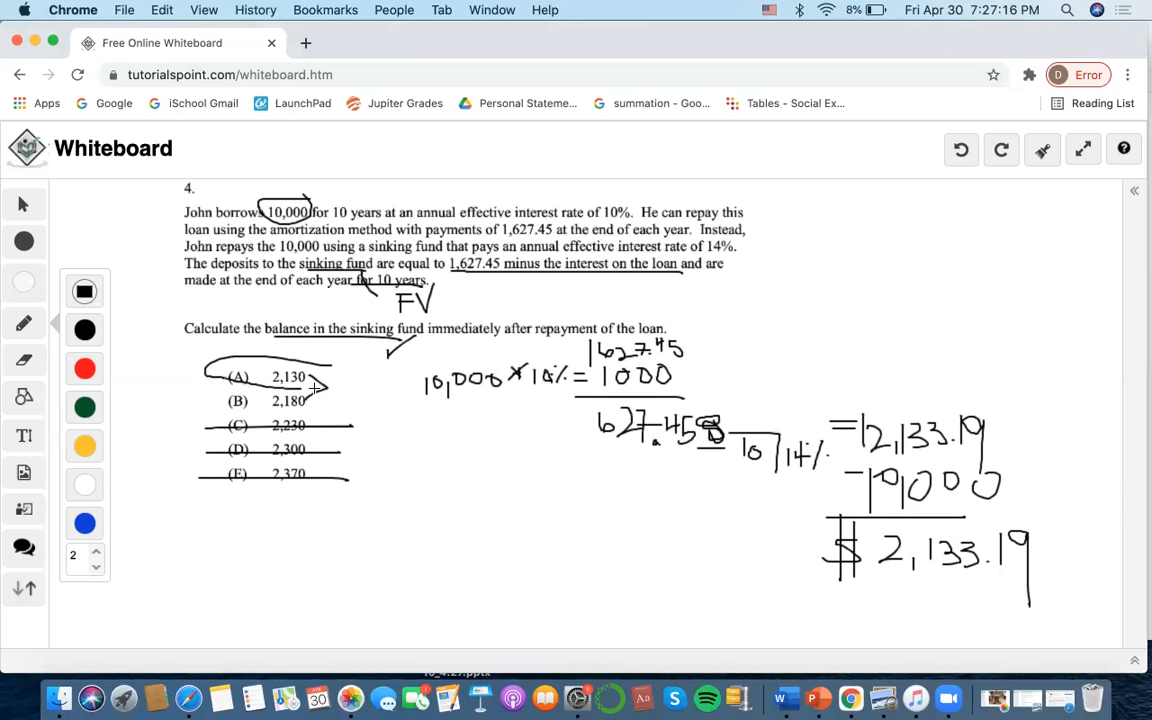 Chrome File Edit View History Bookmarks People Tab Window Help 8% Fri Apr 30 7:27:16 PM
Free Online Whiteboard
tutorialspoint.com/whiteboard.htm D Error
Apps Google iSchool Gmail LaunchPad Jupiter Grades Personal Stateme... summation - Goo... Tables - Social Ex... Reading List
Whiteboard
4.
John borrows 10,000 for 10 years at an annual effective interest rate of 10%. He can repay this
loan using the amortization method with payments of 1,627.45 at the end of each year. Instead,
John repays the 10,000 using a sinking fund that pays an annual effective interest rate of 14%.
The deposits to the sinking fund are equal to 1,627.45 minus the interest on the loan and are
made at the end of each year for 10 years.
FV
Calculate the balance in the sinking fund immediately after repayment of the loan.
(A) 2,130
(B) 2,180
(C) 2,230
(D) 2,300
(E) 2,370
1627.45
10,000 × 10% = 1000
627.45 S 10 14%
= 12,133.19
- 10,000
$ 2,133.19
T
2
Aa
S
W
P